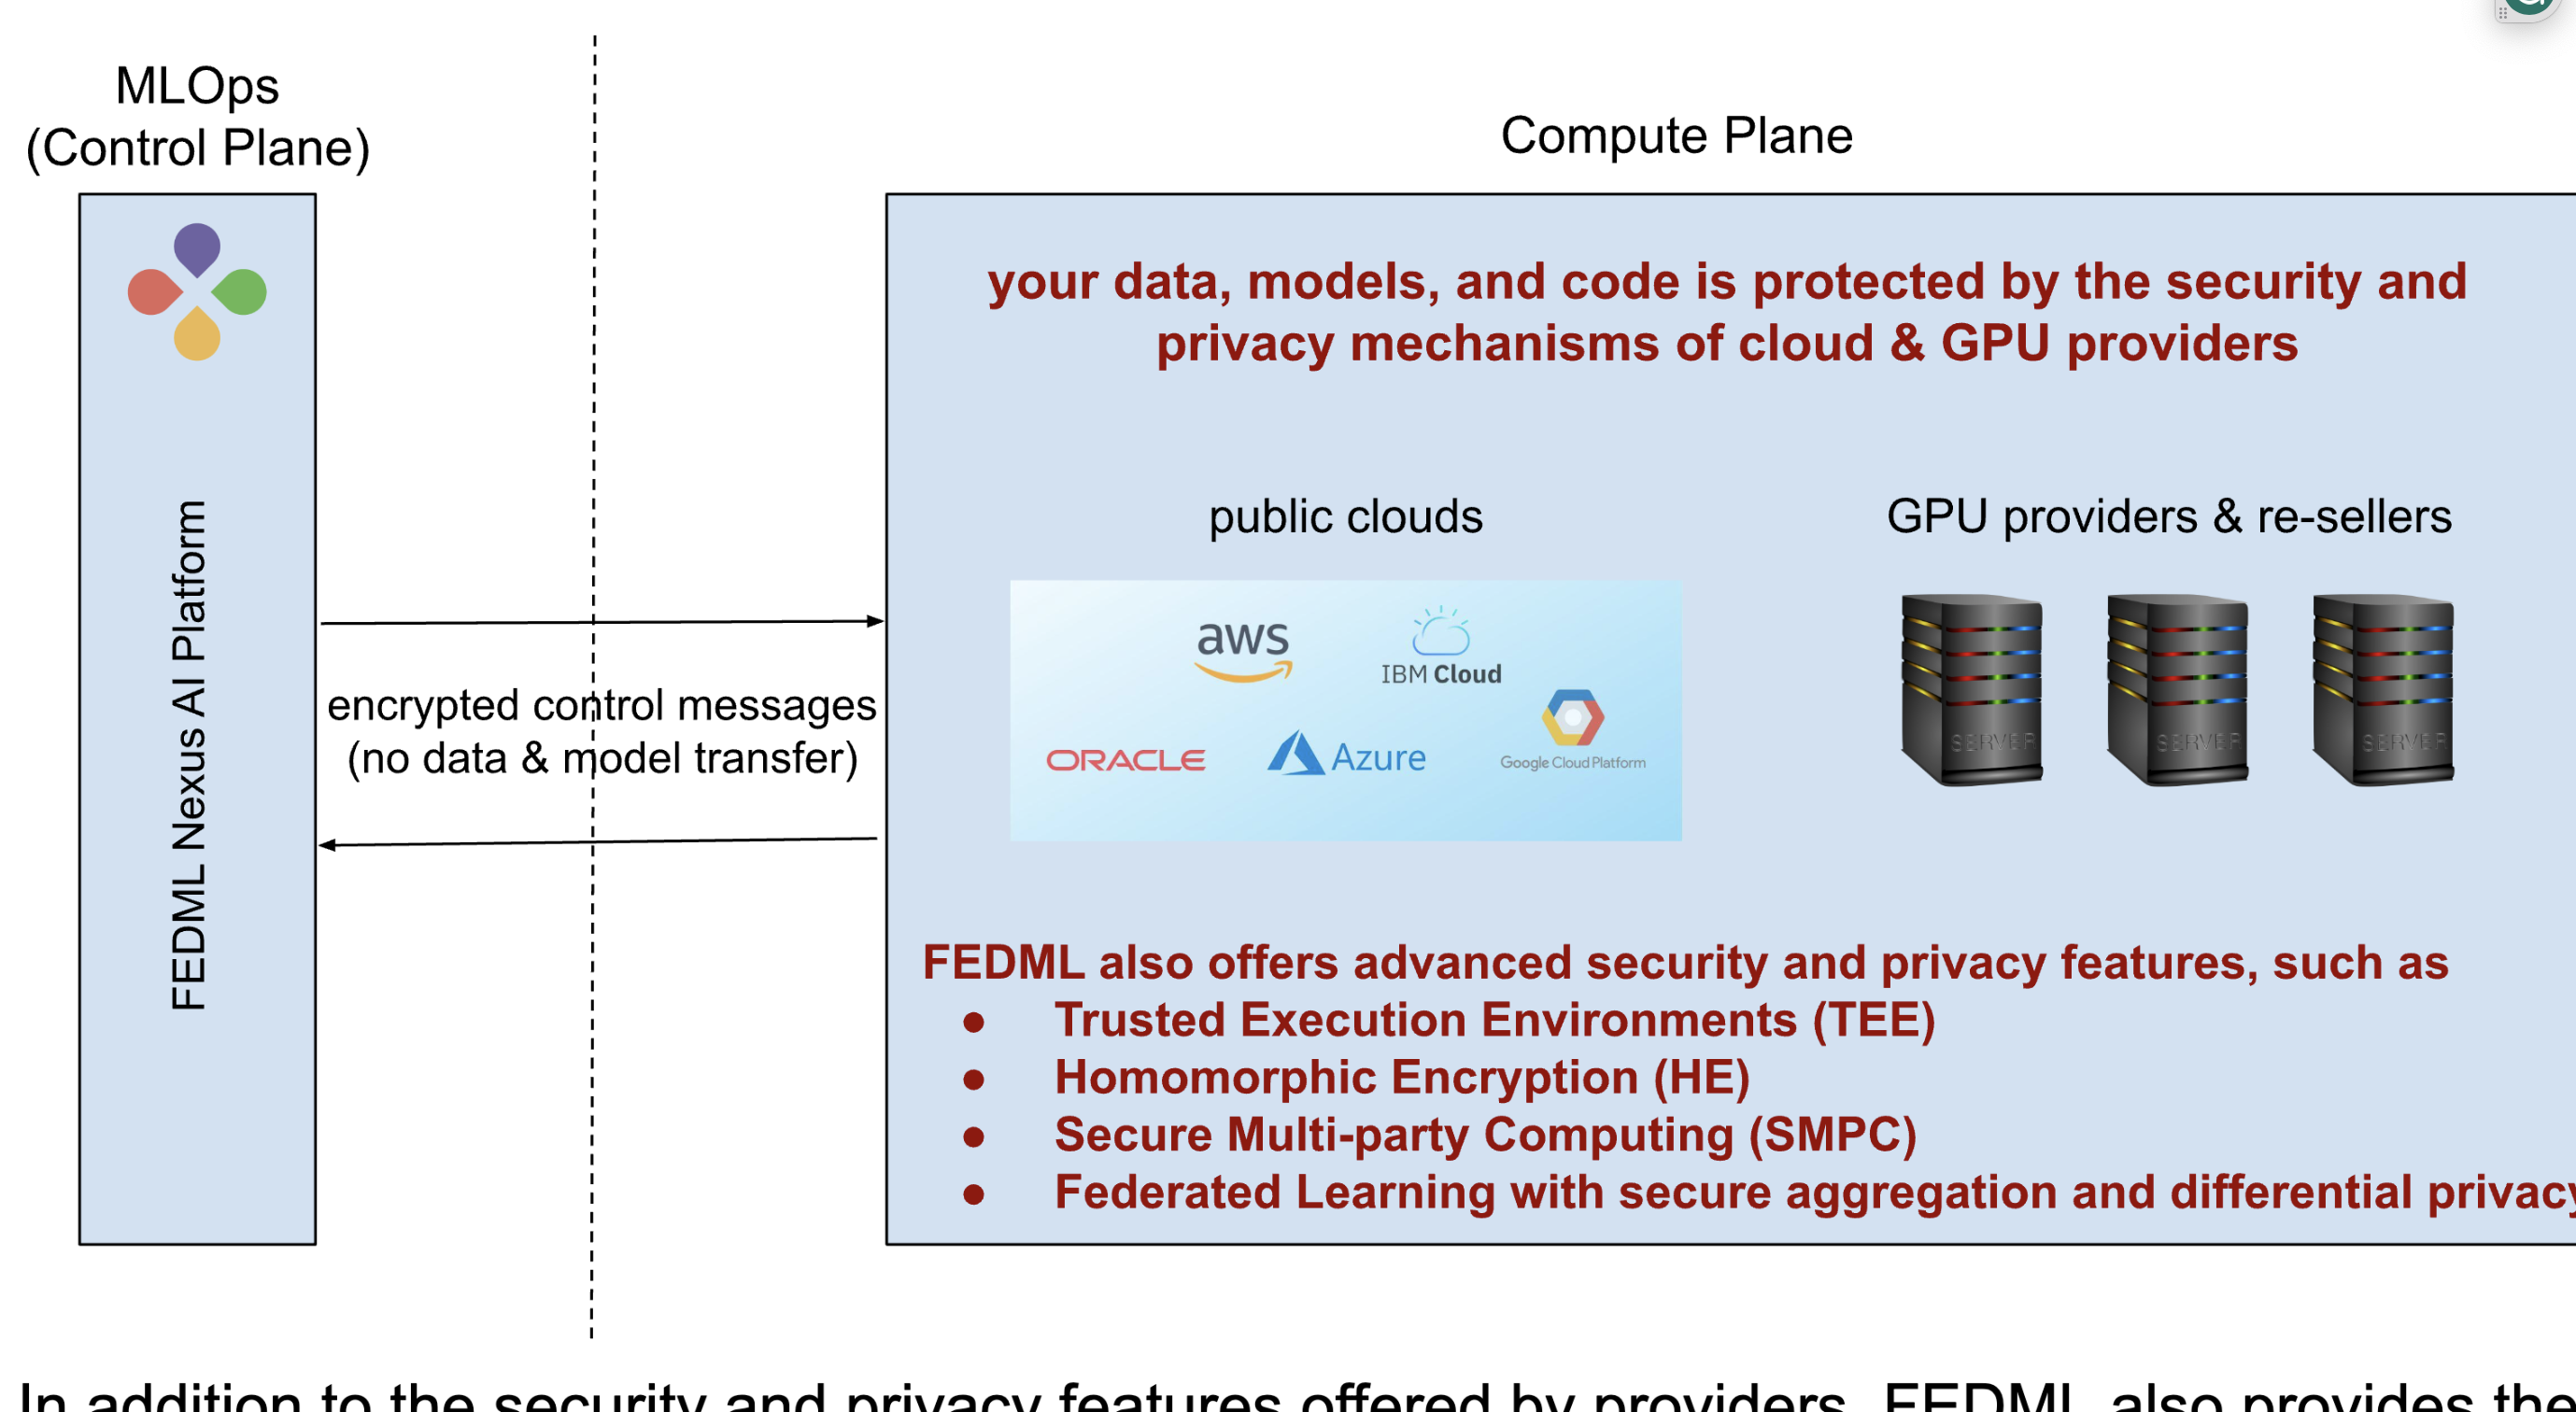 MLOps
(Control Plane)
FEDML Nexus AI Platform
encrypted control messages
(no data & model transfer)
Compute Plane
your data, models, and code is protected by the security and
privacy mechanisms of cloud & GPU providers
public clouds
aws
IBM Cloud
ORACLE
Azure
Google Cloud Platform
GPU providers & re-sellers
SERVER
SERVER
SERVER
FEDML also offers advanced security and privacy features, such as
● Trusted Execution Environments (TEE)
● Homomorphic Encryption (HE)
● Secure Multi-party Computing (SMPC)
● Federated Learning with secure aggregation and differential privacy
In addition to the security and privacy features offered by providers, FEDML also provides the